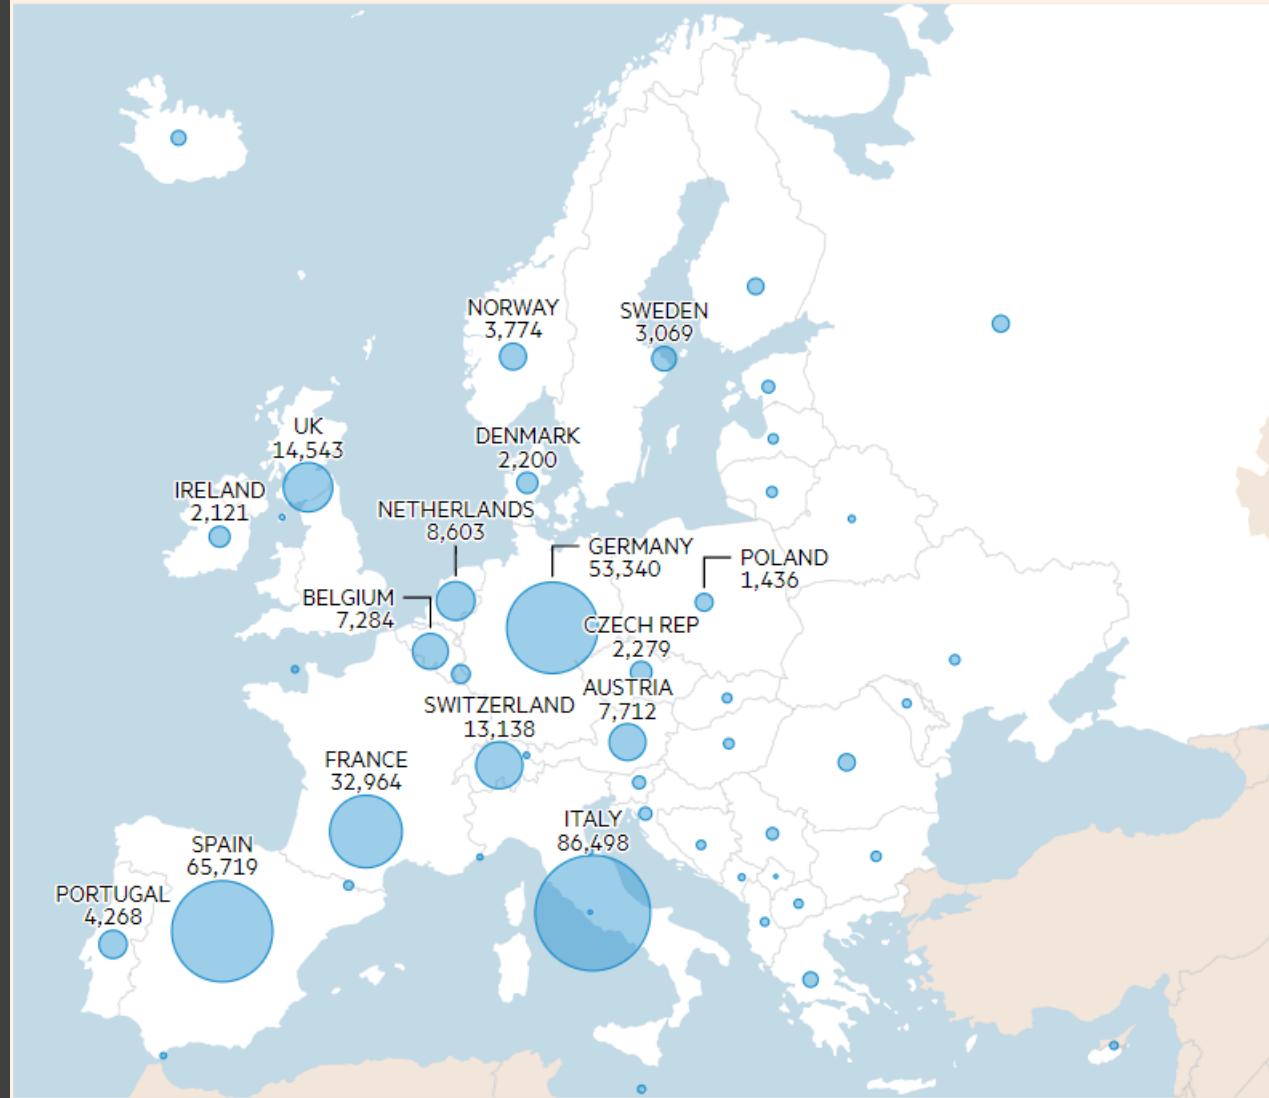 NORWAY
3,774
SWEDEN
3,069
UK
14,543
DENMARK
2,200
IRELAND
2,121
NETHERLANDS
8,603
GERMANY
53,340
POLAND
1,436
BELGIUM
7,284
CZECH REP
2,279
AUSTRIA
7,712
SWITZERLAND
13,138
FRANCE
32,964
ITALY
86,498
SPAIN
65,719
PORTUGAL
4,268